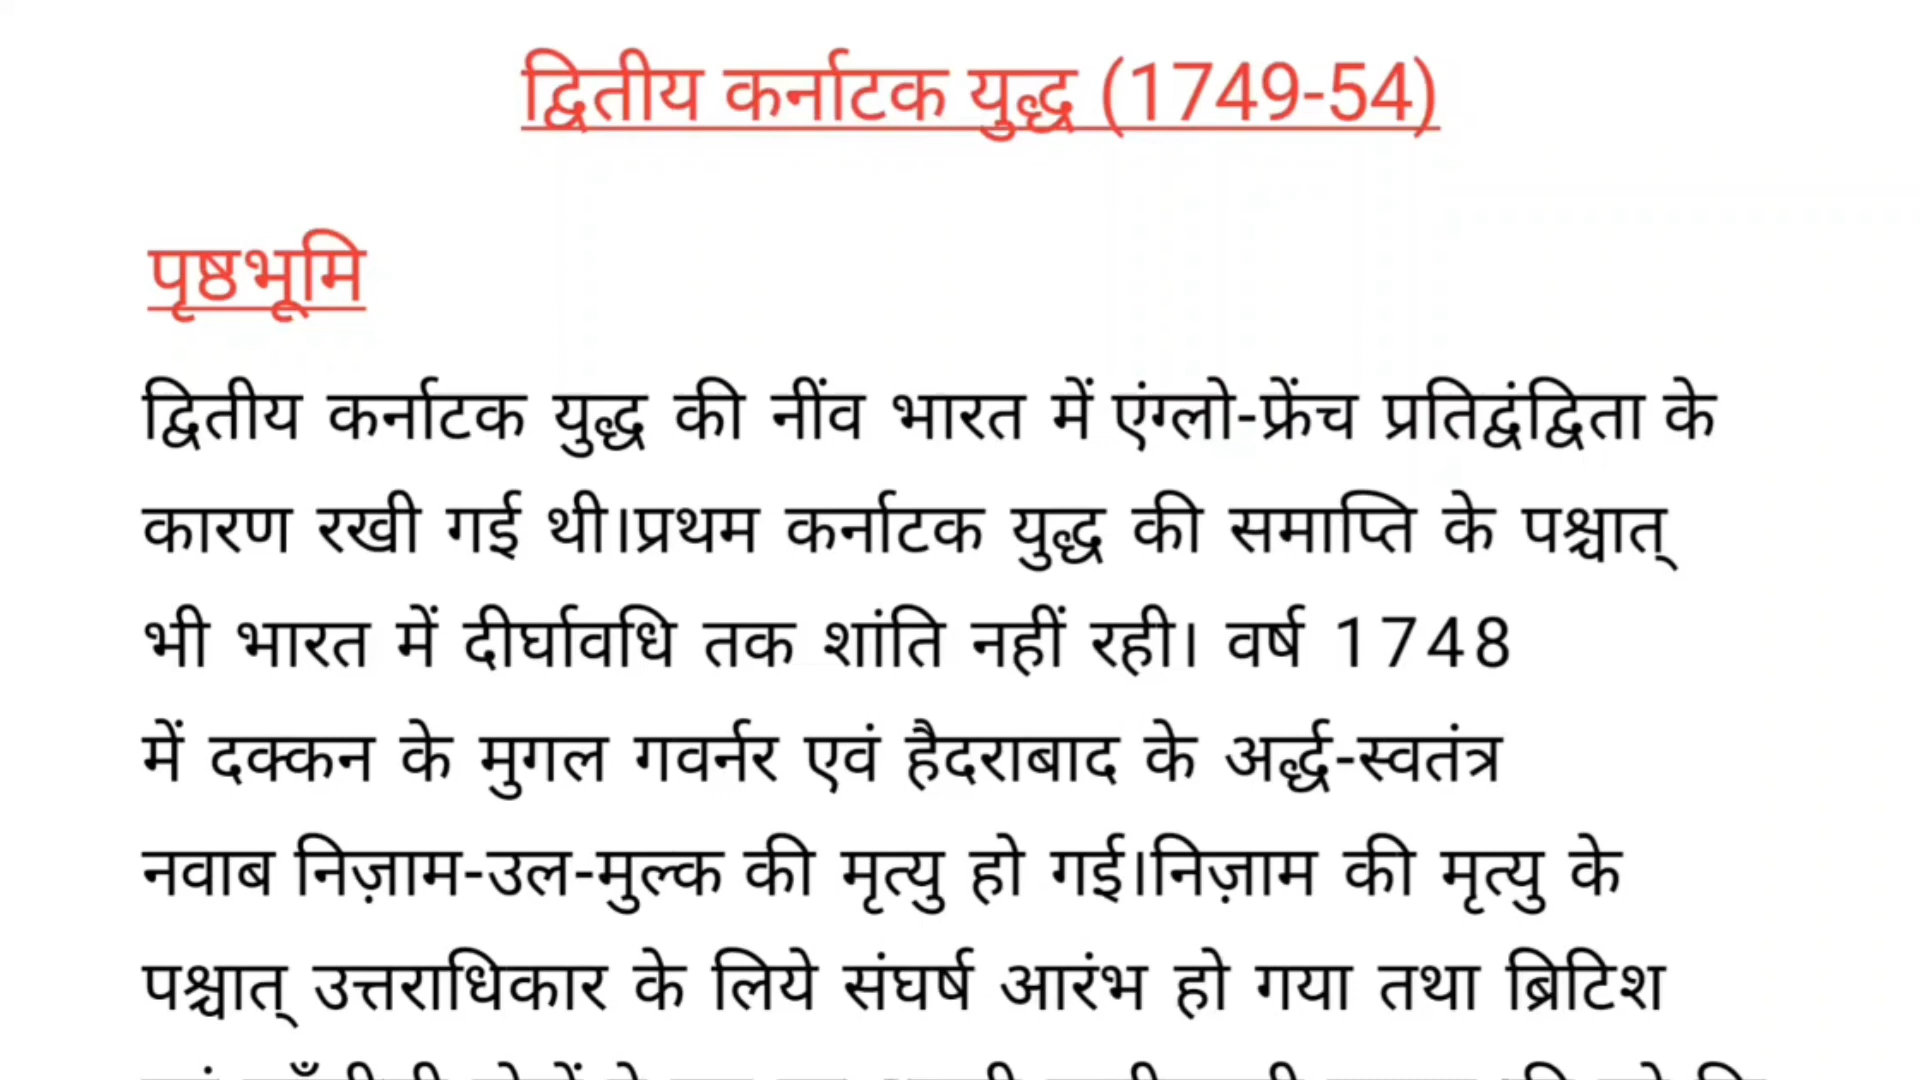 द्वितीय कर्नाटक युद्ध (1749-54)
पृष्ठभूमि
द्वितीय कर्नाटक युद्ध की नींव भारत में एंग्लो-फ्रेंच प्रतिद्वंद्विता के
कारण रखी गई थी।प्रथम कर्नाटक युद्ध की समाप्ति के पश्चात्
भी भारत में दीर्घावधि तक शांति नहीं रही। वर्ष 1748
में दक्कन के मुगल गवर्नर एवं हैदराबाद के अर्द्ध-स्वतंत्र
नवाब निज़ाम-उल-मुल्क की मृत्यु हो गई।निज़ाम की मृत्यु के
पश्चात् उत्तराधिकार के लिये संघर्ष आरंभ हो गया तथा ब्रिटिश